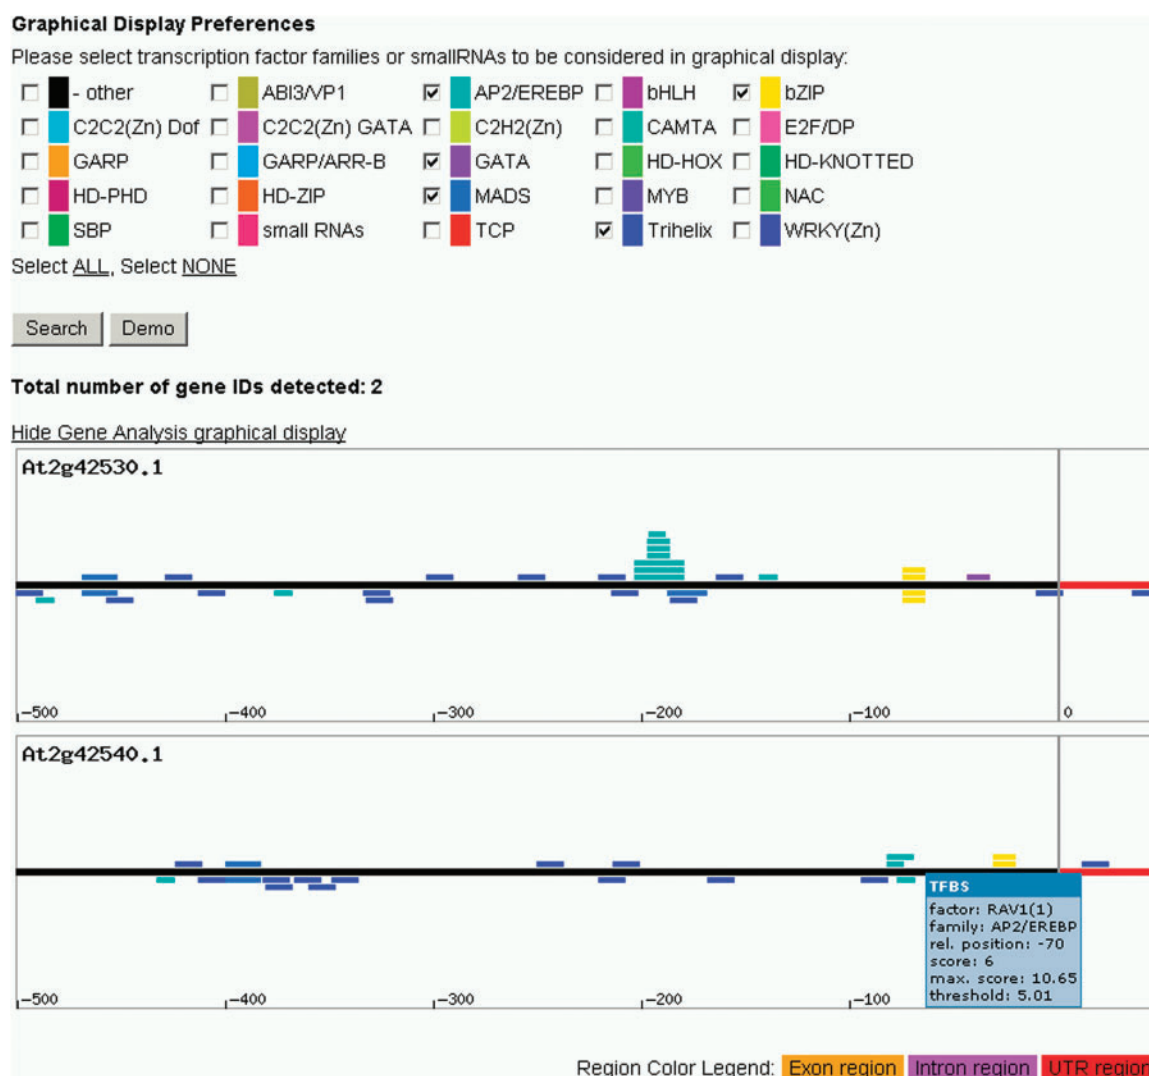 Graphical Display Preferences
Please select transcription factor families or smallRNAs to be considered in graphical display:
- other ABI3/VP1 AP2/EREBP bHLH bZIP
C2C2(Zn) Dof C2C2(Zn) GATA C2H2(Zn) CAMTA E2F/DP
GARP GARP/ARR-B GATA HD-HOX HD-KNOTTED
HD-PHD HD-ZIP MADS MYB NAC
SBP small RNAs TCP Trihelix WRKY(Zn)
Select ALL, Select NONE
Search Demo
Total number of gene IDs detected: 2
Hide Gene Analysis graphical display
At2g42530.1
-500 -400 -300 -200 -100 0
At2g42540.1
TFBS
factor: RAV1(1)
family: AP2/EREBP
rel. position: -70
score: 6
max. score: 10.65
threshold: 5.01
-500 -400 -300 -200 -100
Region Color Legend: Exon region Intron region UTR region